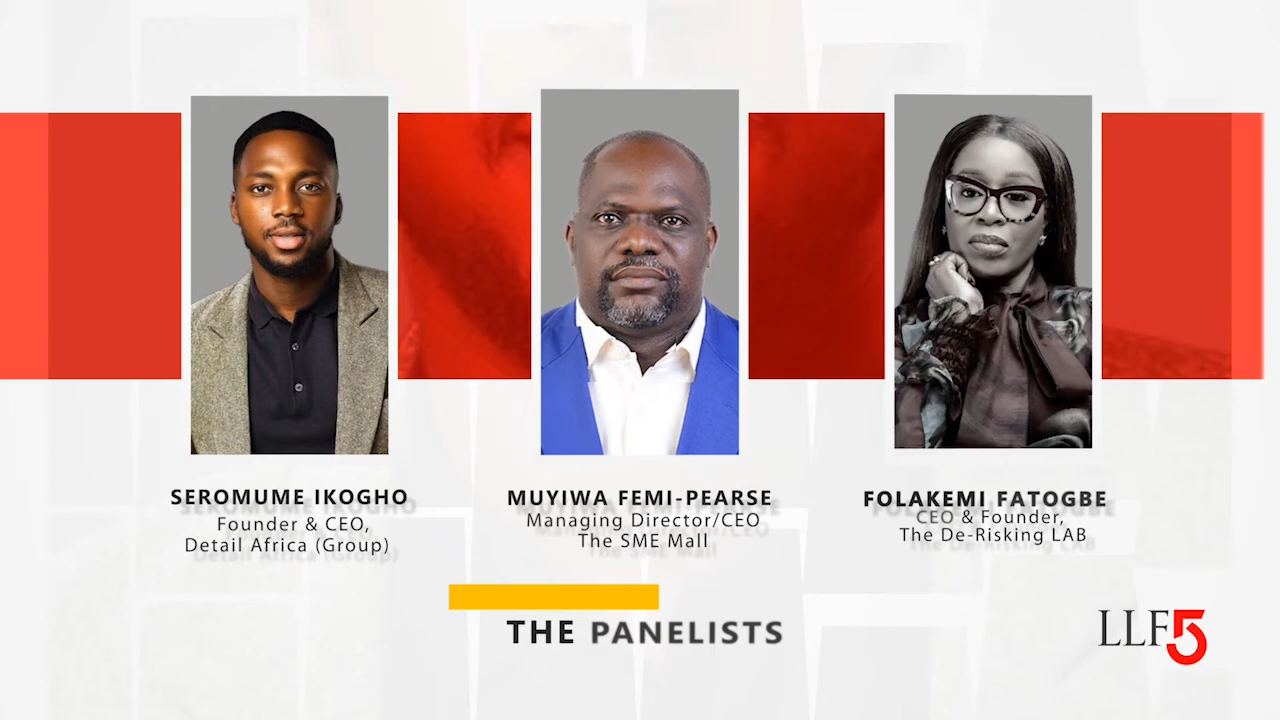 SEROMUME IKOGHO
Founder & CEO,
Detail Africa (Group)
MUYIWA FEMI-PEARSE
Managing Director/CEO
The SME Mall
FOLAKEMI FATOGBE
CEO & Founder,
The De-Risking LAB
THE PANELISTS
LLF5